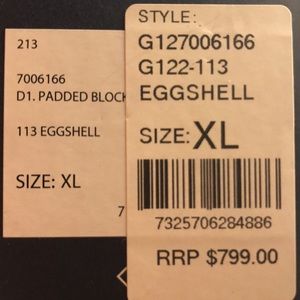 213
7006166
D1. PADDED BLOCK
113 EGGSHELL
SIZE: XL
7
STYLE:
G127006166
G122-113
EGGSHELL
SIZE: XL
7325706284886
RRP $799.00